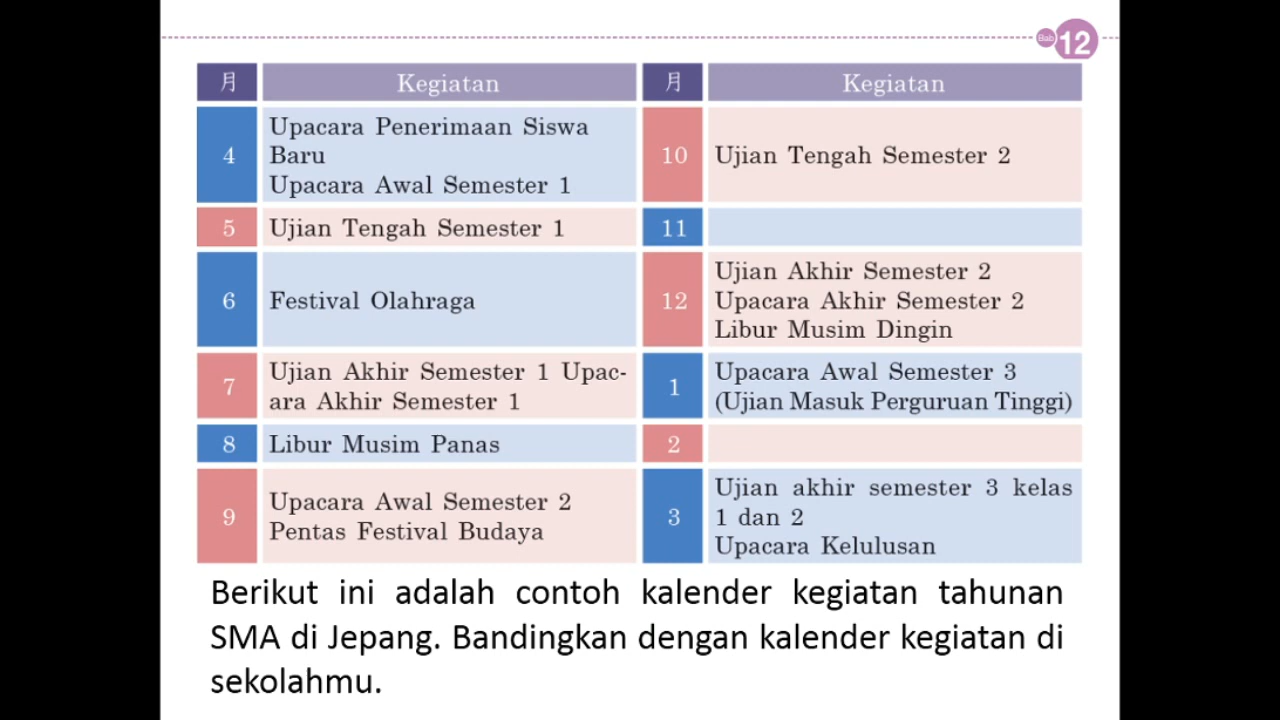 Bab 12
月 Kegiatan 月 Kegiatan
4
Upacara Penerimaan Siswa
Baru
Upacara Awal Semester 1
10
Ujian Tengah Semester 2
5
Ujian Tengah Semester 1
11
6
Festival Olahraga
12
Ujian Akhir Semester 2
Upacara Akhir Semester 2
Libur Musim Dingin
7
Ujian Akhir Semester 1 Upac-
ara Akhir Semester 1
1
Upacara Awal Semester 3
(Ujian Masuk Perguruan Tinggi)
8
Libur Musim Panas
2
9
Upacara Awal Semester 2
Pentas Festival Budaya
3
Ujian akhir semester 3 kelas
1 dan 2
Upacara Kelulusan
Berikut ini adalah contoh kalender kegiatan tahunan
SMA di Jepang. Bandingkan dengan kalender kegiatan di
sekolahmu.